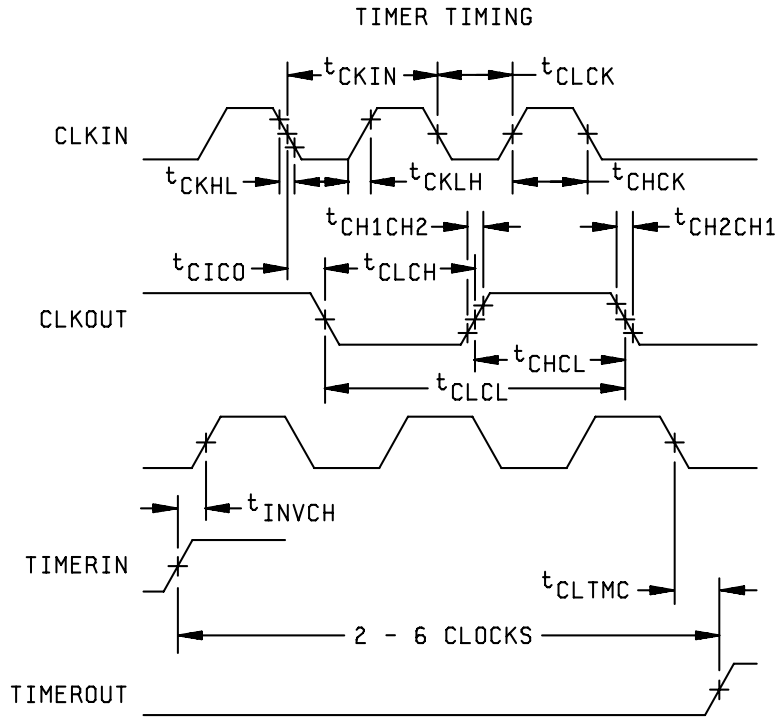 TIMER TIMING
tCKIN
tCLCK
CLKIN
tCKHL
tCKLH
tCHCK
tCH1CH2
tCH2CH1
tCICO
tCLCH
CLKOUT
tCHCL
tCLCL
tINVCH
TIMERIN
tCLTMC
2 - 6 CLOCKS
TIMEROUT